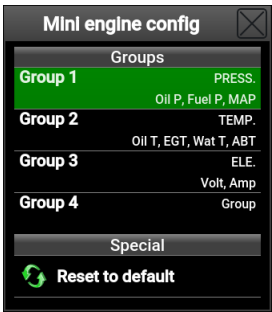 Mini engine config
Groups
Group 1 PRESS.
Oil P, Fuel P, MAP
Group 2 TEMP.
Oil T, EGT, Wat T, ABT
Group 3 ELE.
Volt, Amp
Group 4 Group
Special
Reset to default